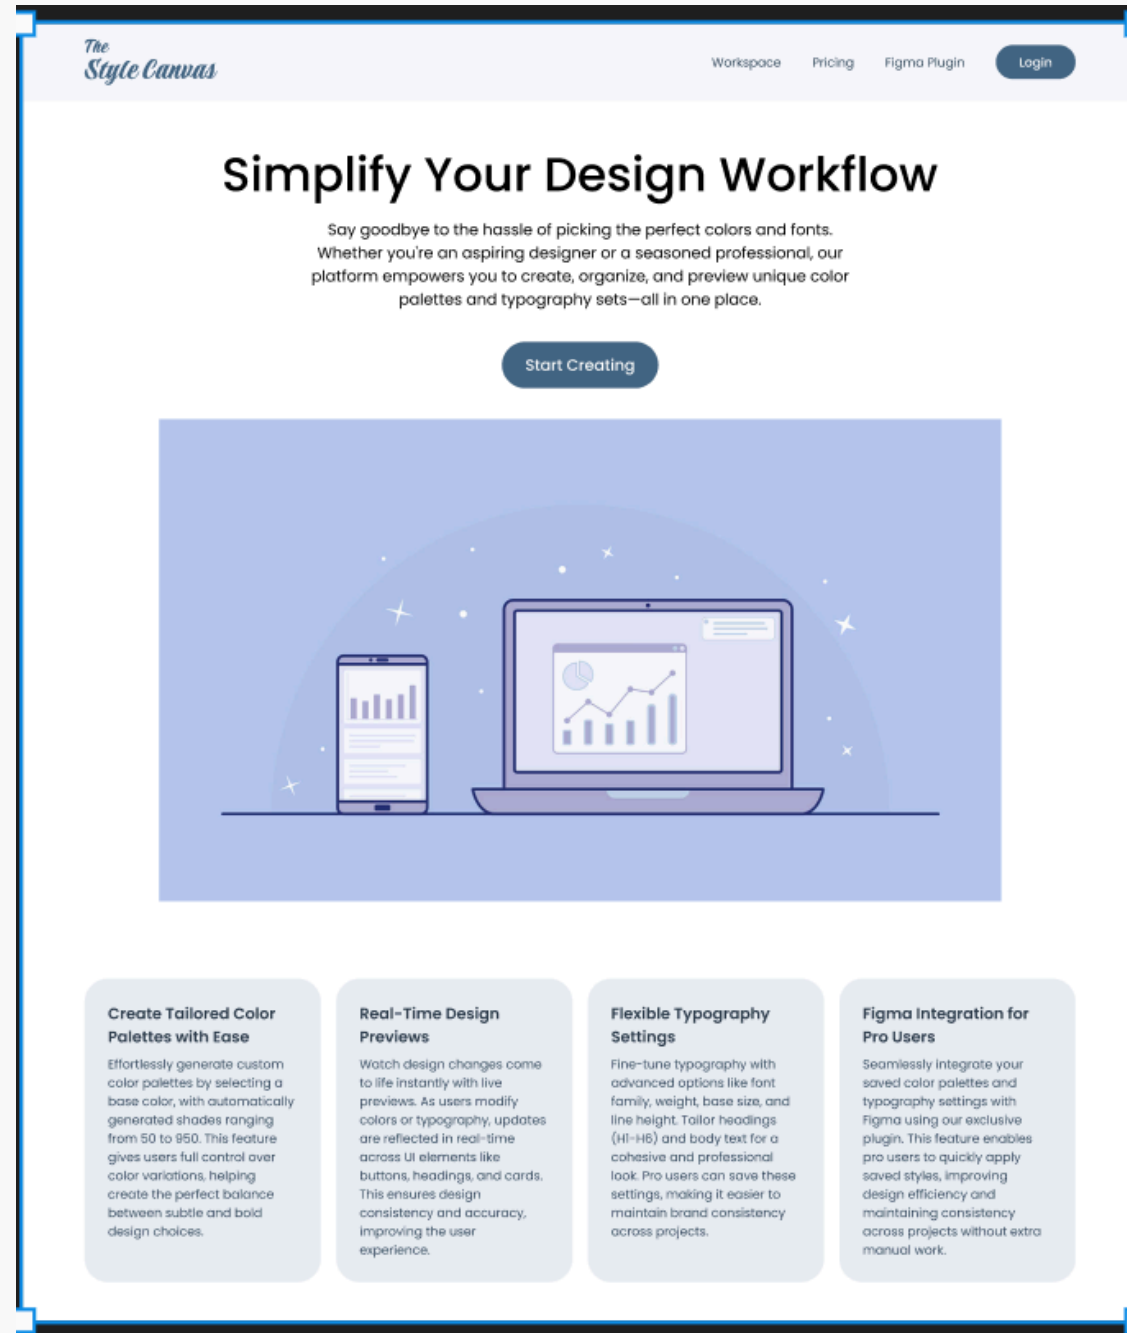 The
Style Canvas
Workspace
Pricing
Figma Plugin
Login
Simplify Your Design Workflow
Say goodbye to the hassle of picking the perfect colors and fonts.
Whether you're an aspiring designer or a seasoned professional, our
platform empowers you to create, organize, and preview unique color
palettes and typography sets—all in one place.
Start Creating
Create Tailored Color
Palettes with Ease
Effortlessly generate custom
color palettes by selecting a
base color, with automatically
generated shades ranging
from 50 to 950. This feature
gives users full control over
color variations, helping
create the perfect balance
between subtle and bold
design choices.
Real-Time Design
Previews
Watch design changes come
to life instantly with live
previews. As users modify
colors or typography, updates
are reflected in real-time
across UI elements like
buttons, headings, and cards.
This ensures design
consistency and accuracy,
improving the user
experience.
Flexible Typography
Settings
Fine-tune typography with
advanced options like font
family, weight, base size, and
line height. Tailor headings
(H1-H6) and body text for a
cohesive and professional
look. Pro users can save these
settings, making it easier to
maintain brand consistency
across projects.
Figma Integration for
Pro Users
Seamlessly integrate your
saved color palettes and
typography settings with
Figma using our exclusive
plugin. This feature enables
pro users to quickly apply
saved styles, improving
design efficiency and
maintaining consistency
across projects without extra
manual work.